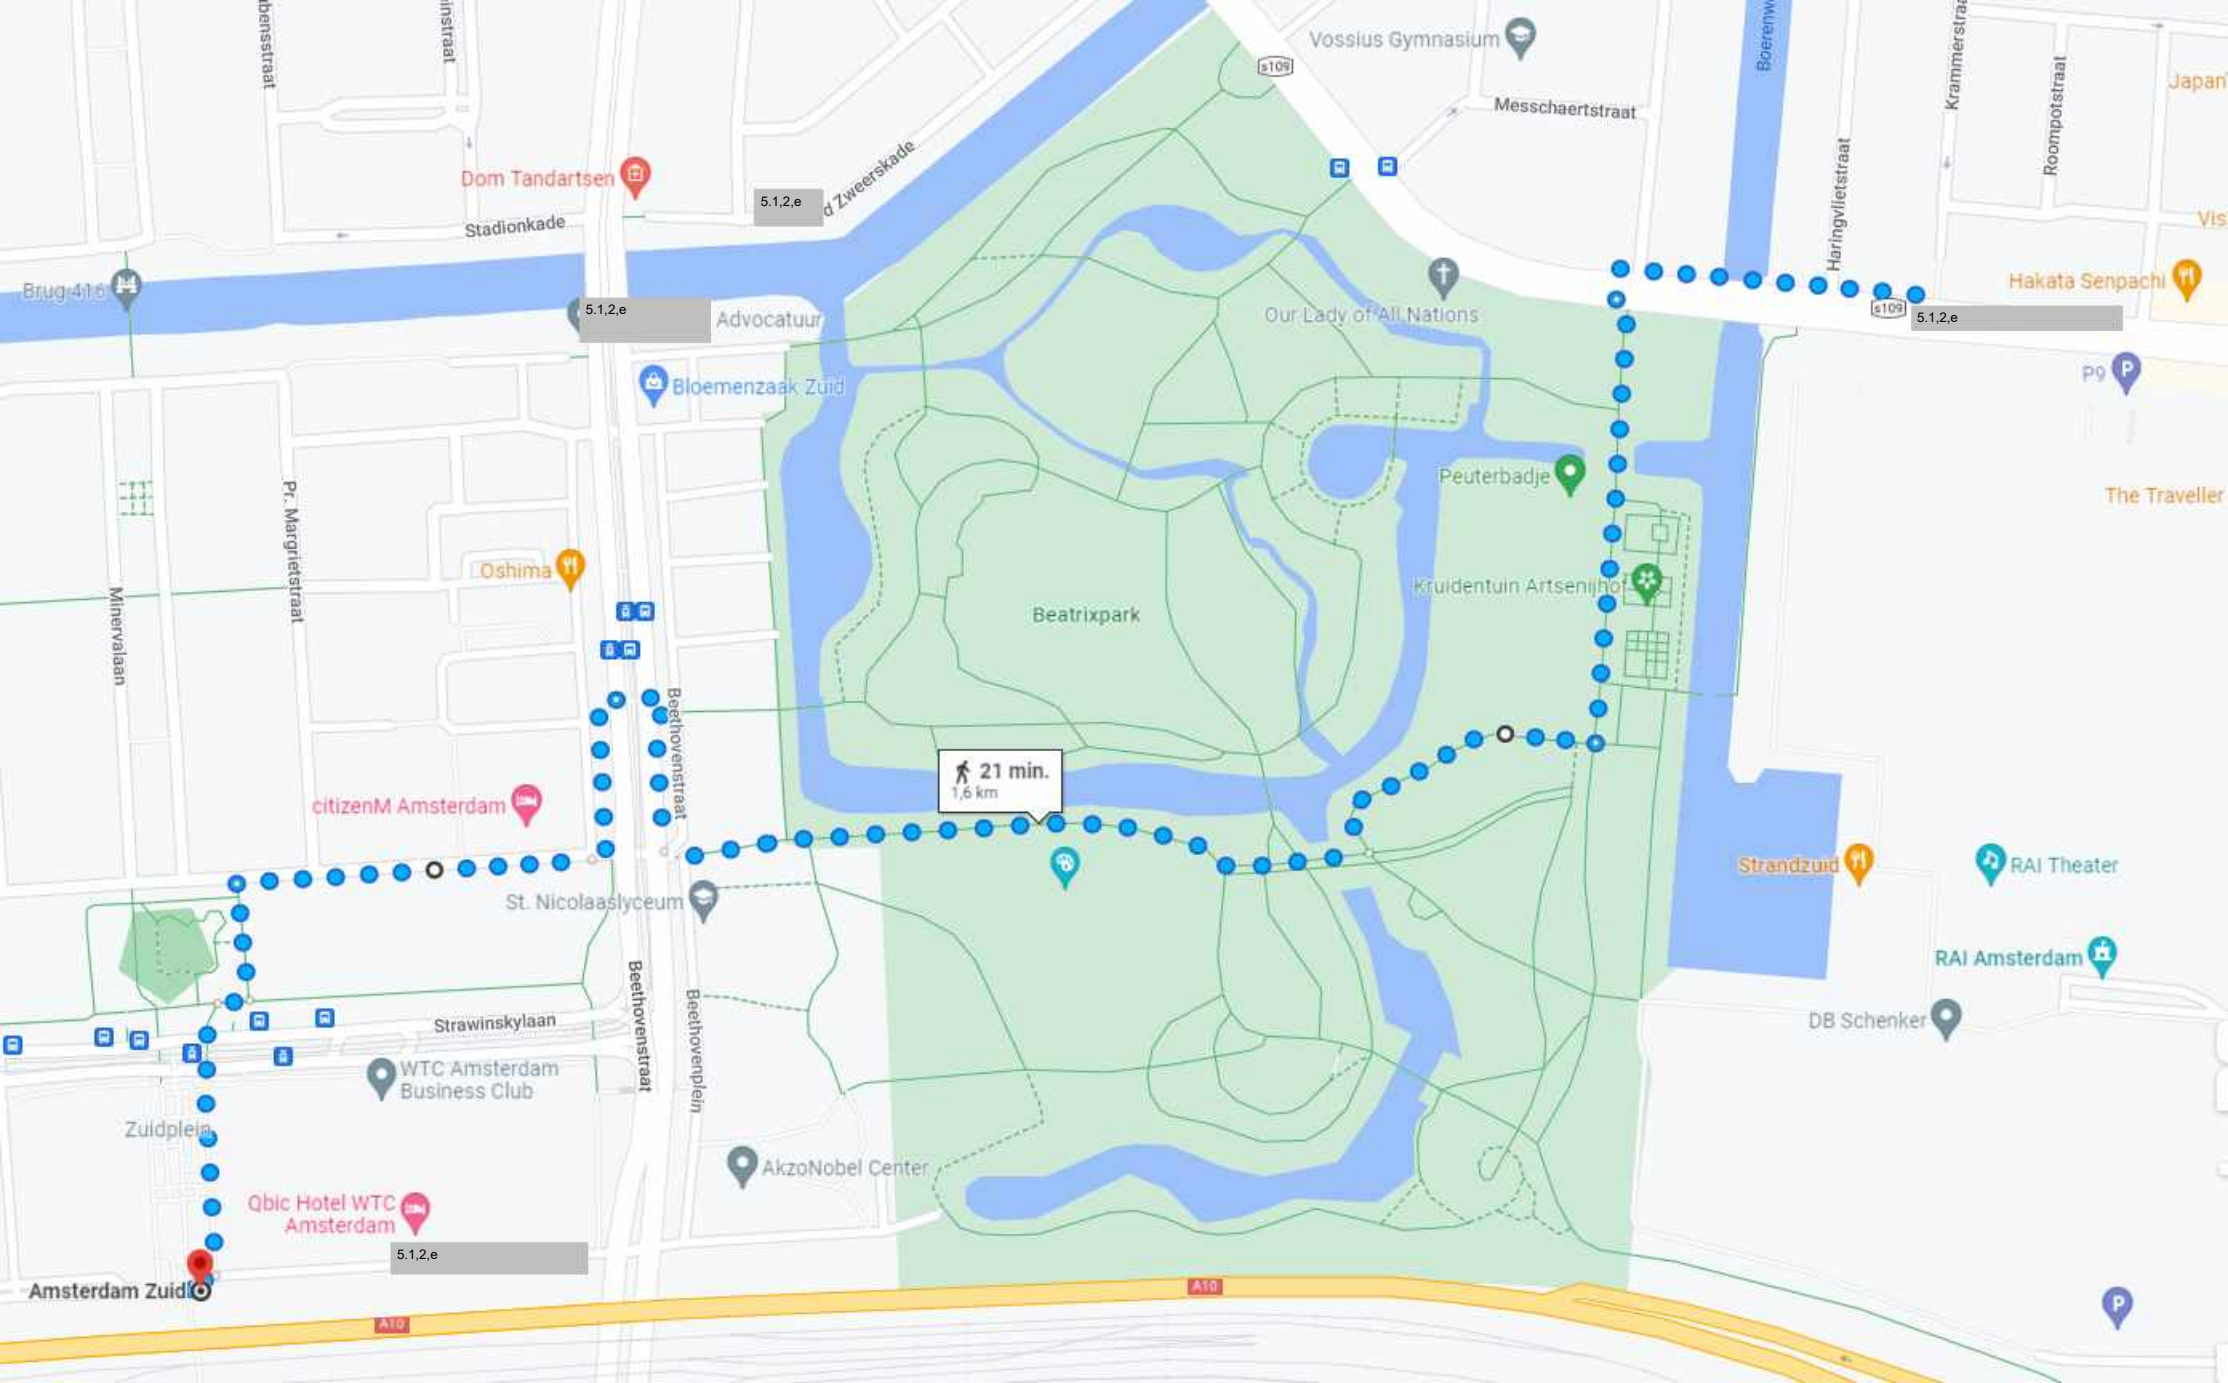 Vossius Gymnasium
s109
Messchaertstraat
Japan
Roompotstraat
Haringvlietstraat
Dom Tandartsen
5.1,2,e
d Zweerskade
Stadionkade
Vis
Brug 416
5.1,2,e
Advocatuur
Our Lady of All Nations
Hakata Senpachi
s109
5.1,2,e
Bloemenzaak Zuid
P9
P
Peuterbadje
The Traveller
Pr. Margrietstraat
Oshima
Kruidentuin Artsenijhof
Beatrixpark
Minervalaan
Beethovenstraat
21 min.
1,6 km
citizenM Amsterdam
Strandzuid
RAI Theater
St. Nicolaaslyceum
RAI Amsterdam
Strawinskylaan
Beethovenstraat
Beethovenplein
DB Schenker
WTC Amsterdam
Business Club
Zuidplein
AkzoNobel Center
Qbic Hotel WTC
Amsterdam
5.1,2,e
Amsterdam Zuid
A10
A10
P